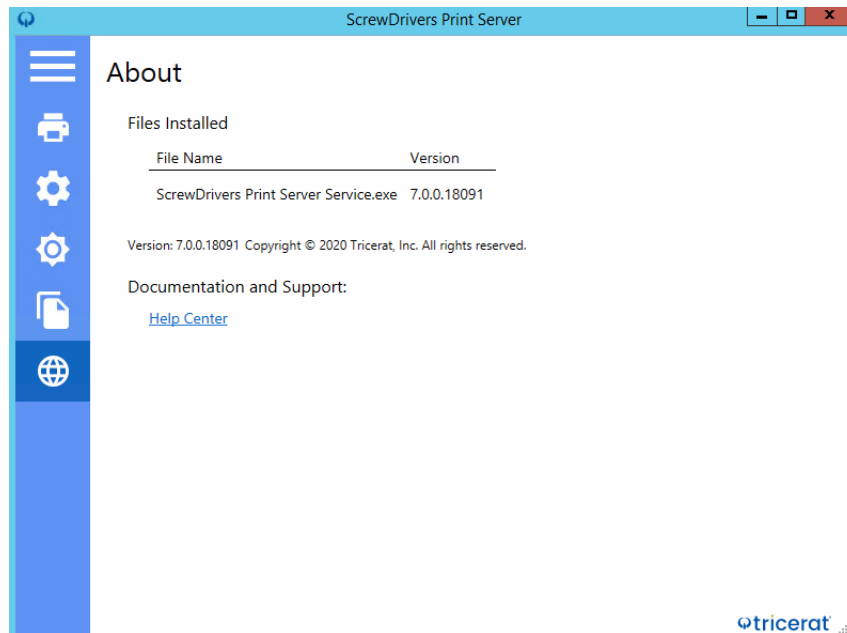 ScrewDrivers Print Server
About
Files Installed
File Name Version
ScrewDrivers Print Server Service.exe 7.0.0.18091
Version: 7.0.0.18091 Copyright © 2020 Tricerat, Inc. All rights reserved.
Documentation and Support:
Help Center
tricerat